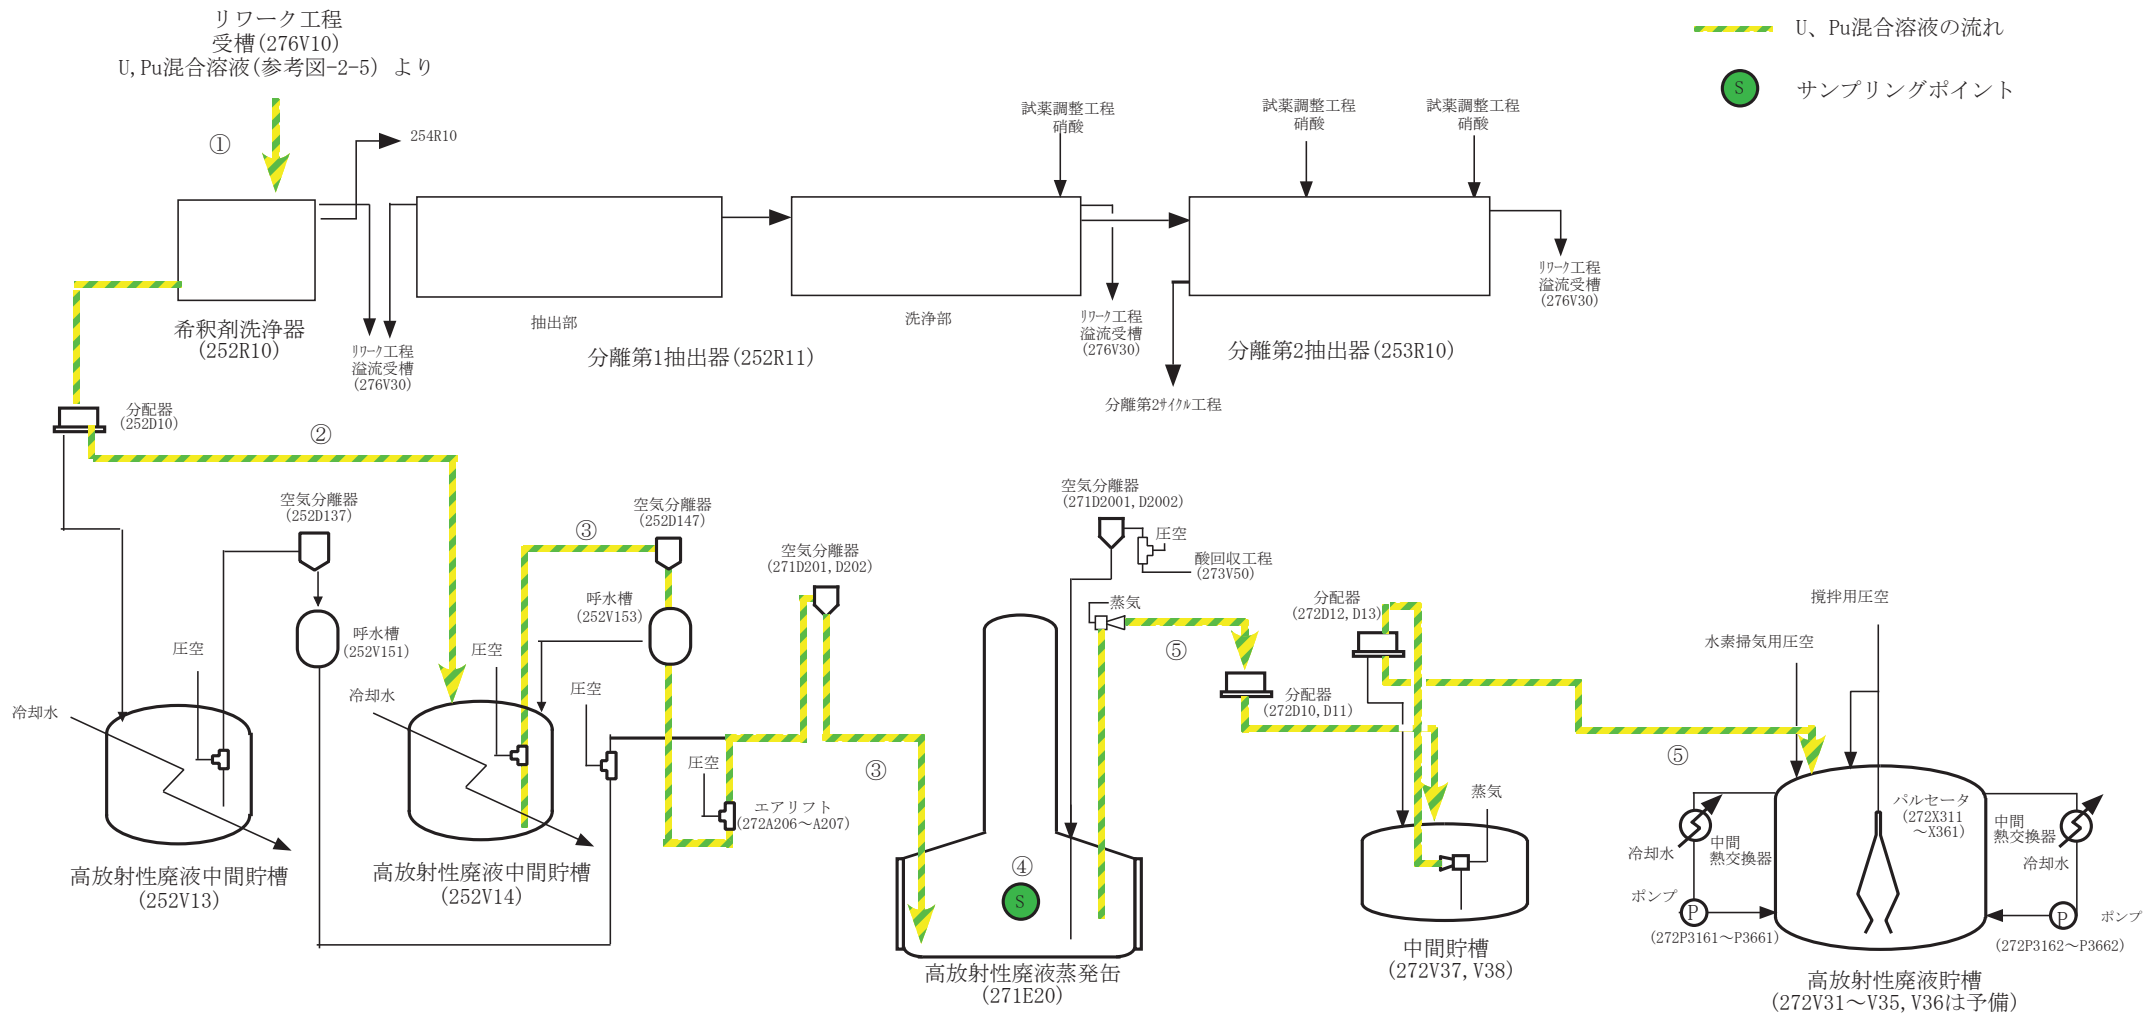 リワーク工程
受槽(276V10)
U,Pu混合溶液(参考図-2-5) より
U、Pu混合溶液の流れ
S
サンプリングポイント
①
254R10
試薬調整工程
硝酸
試薬調整工程
硝酸
試薬調整工程
硝酸
希釈剤洗浄器
(252R10)
ﾘﾜｰｸ工程
溢流受槽
(276V30)
抽出部
分離第1抽出器(252R11)
洗浄部
ﾘﾜｰｸ工程
溢流受槽
(276V30)
分離第2抽出器(253R10)
分離第2ｻｲｸﾙ工程
ﾘﾜｰｸ工程
溢流受槽
(276V30)
分配器
(252D10)
②
空気分離器
(252D137)
呼水槽
(252V151)
圧空
冷却水
高放射性廃液中間貯槽
(252V13)
③
空気分離器
(252D147)
呼水槽
(252V153)
圧空
冷却水
圧空
高放射性廃液中間貯槽
(252V14)
空気分離器
(271D201,D202)
圧空
エアリフト
(272A206～A207)
③
空気分離器
(271D2001,D2002)
圧空
酸回収工程
(273V50)
蒸気
⑤
④
S
高放射性廃液蒸発缶
(271E20)
分配器
(272D10,D11)
分配器
(272D12,D13)
蒸気
中間貯槽
(272V37,V38)
撹拌用圧空
水素掃気用圧空
⑤
パルセータ
(272X311
～X361)
中間
熱交換器
冷却水
ポンプ
P
(272P3161～P3661)
中間
熱交換器
冷却水
P
ポンプ
(272P3162～P3662)
高放射性廃液貯槽
(272V31～V35,V36は予備)